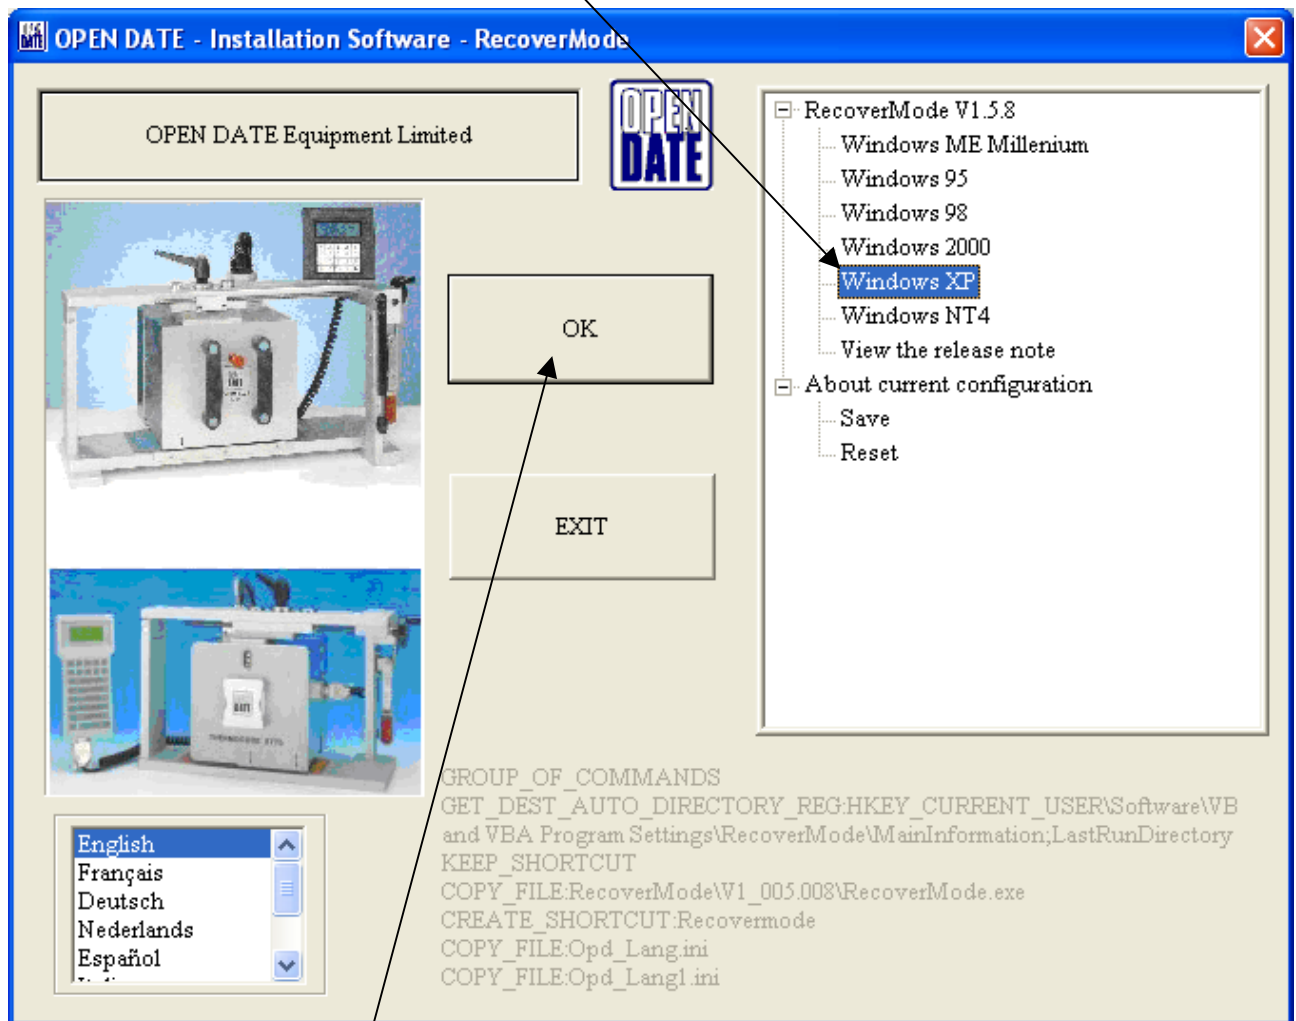 OPEN DATE - Installation Software - RecoverMode
OPEN DATE Equipment Limited
OPEN
DATE
OK
EXIT
RecoverMode V1.5.8
Windows ME Millenium
Windows 95
Windows 98
Windows 2000
Windows XP
Windows NT4
View the release note
About current configuration
Save
Reset
English
Français
Deutsch
Nederlands
Español
GROUP_OF_COMMANDS
GET_DEST_AUTO_DIRECTORY_REG:HKEY_CURRENT_USER\Software\VB
and VBA Program Settings\RecoverMode\MainInformation;LastRunDirectory
KEEP_SHORTCUT
COPY_FILE:RecoverMode\V1_005.008\RecoverMode.exe
CREATE_SHORTCUT:Recovermode
COPY_FILE:Opd_Lang.ini
COPY_FILE:Opd_Lang1.ini